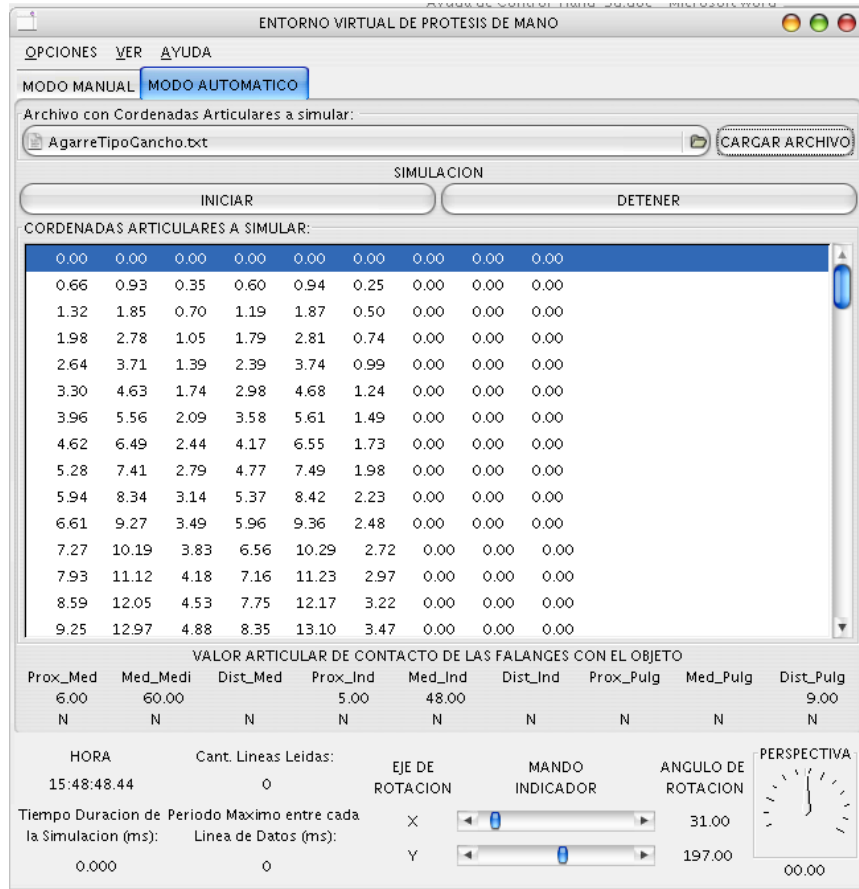 ENTORNO VIRTUAL DE PROTESIS DE MANO
OPCIONES VER AYUDA
MODO MANUAL MODO AUTOMATICO
Archivo con Cordenadas Articulares a simular:
AgarreTipoGancho.txt CARGAR ARCHIVO
SIMULACION
INICIAR DETENER
CORDENADAS ARTICULARES A SIMULAR:
0.00 0.00 0.00 0.00 0.00 0.00 0.00 0.00 0.00
0.66 0.93 0.35 0.60 0.94 0.25 0.00 0.00 0.00
1.32 1.85 0.70 1.19 1.87 0.50 0.00 0.00 0.00
1.98 2.78 1.05 1.79 2.81 0.74 0.00 0.00 0.00
2.64 3.71 1.39 2.39 3.74 0.99 0.00 0.00 0.00
3.30 4.63 1.74 2.98 4.68 1.24 0.00 0.00 0.00
3.96 5.56 2.09 3.58 5.61 1.49 0.00 0.00 0.00
4.62 6.49 2.44 4.17 6.55 1.73 0.00 0.00 0.00
5.28 7.41 2.79 4.77 7.49 1.98 0.00 0.00 0.00
5.94 8.34 3.14 5.37 8.42 2.23 0.00 0.00 0.00
6.61 9.27 3.49 5.96 9.36 2.48 0.00 0.00 0.00
7.27 10.19 3.83 6.56 10.29 2.72 0.00 0.00 0.00
7.93 11.12 4.18 7.16 11.23 2.97 0.00 0.00 0.00
8.59 12.05 4.53 7.75 12.17 3.22 0.00 0.00 0.00
9.25 12.97 4.88 8.35 13.10 3.47 0.00 0.00 0.00
VALOR ARTICULAR DE CONTACTO DE LAS FALANGES CON EL OBJETO
Prox_Med Med_Medi Dist_Med Prox_Ind Med_Ind Dist_Ind Prox_Pulg Med_Pulg Dist_Pulg
6.00 60.00 5.00 48.00 9.00
N N N N N N N N N
HORA
15:48:48.44
Cant. Lineas Leidas:
0
Tiempo Duracion de la Simulacion (ms):
0.000
Periodo Maximo entre cada Linea de Datos (ms):
0
EJE DE ROTACION
MANDO INDICADOR
ANGULO DE ROTACION
X 31.00
Y 197.00
PERSPECTIVA
00.00